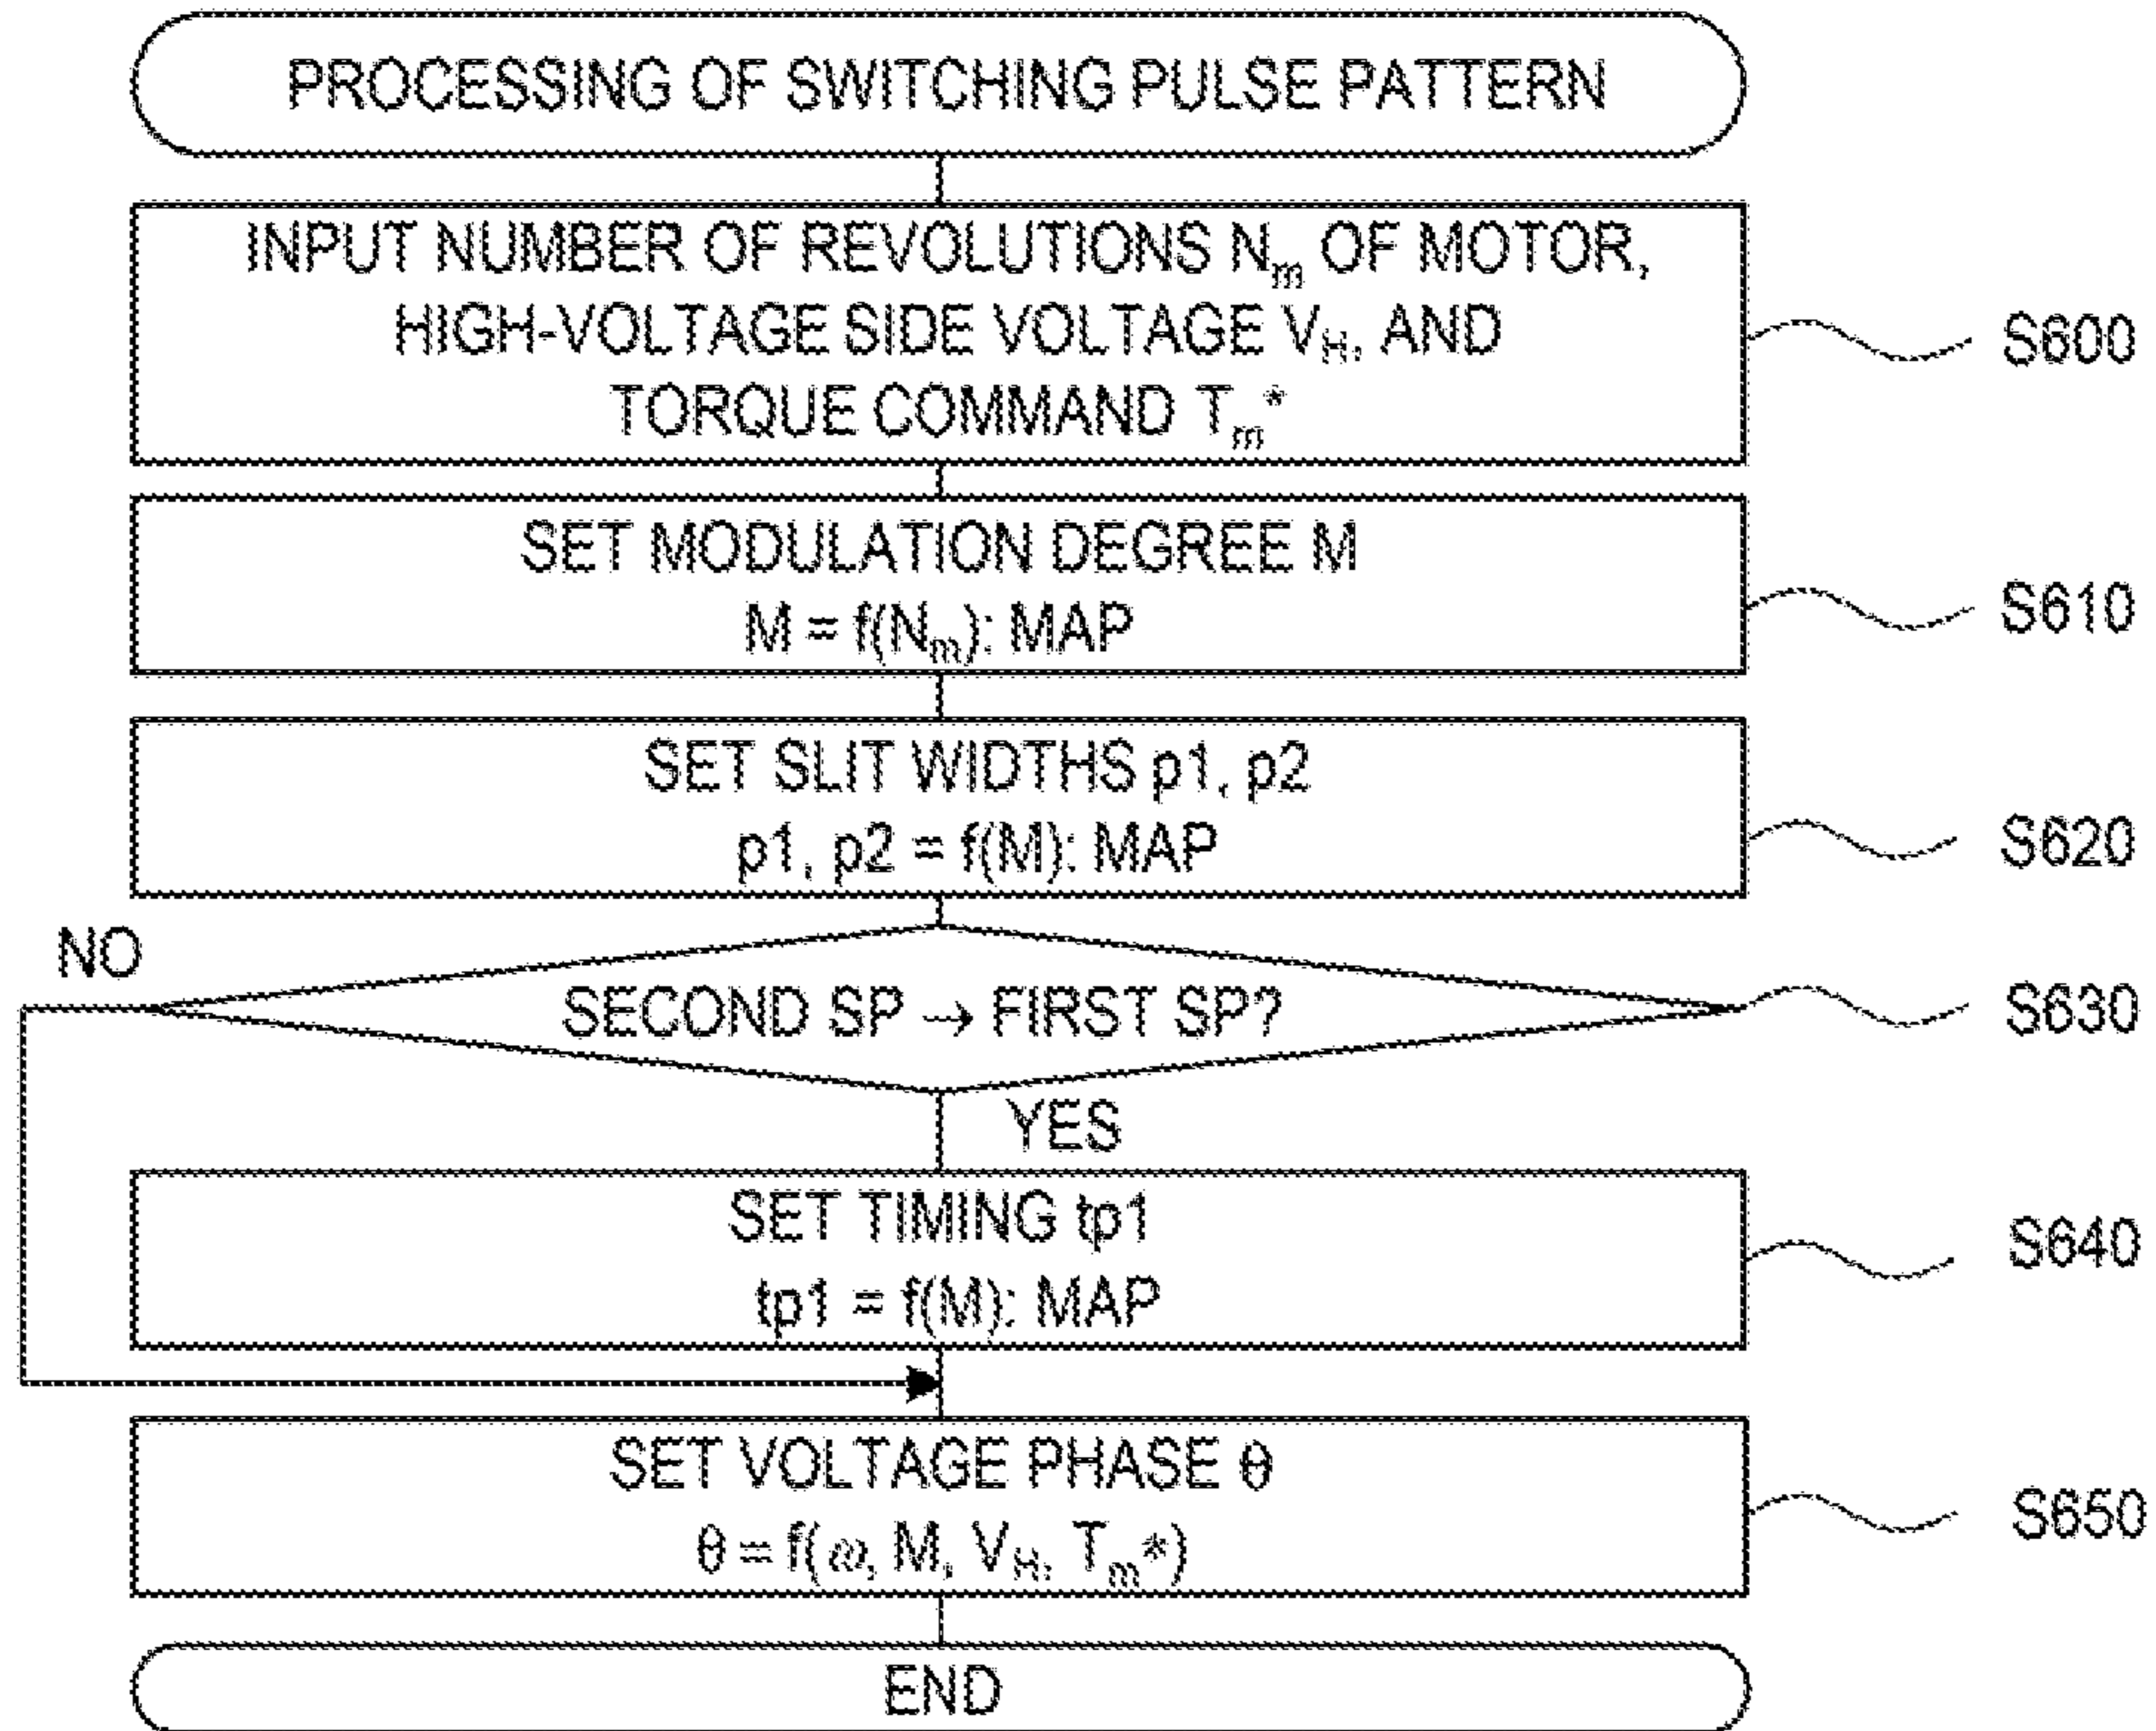 PROCESSING OF SWITCHING PULSE PATTERN
INPUT NUMBER OF REVOLUTIONS Nm OF MOTOR,
HIGH-VOLTAGE SIDE VOLTAGE VH, AND
TORQUE COMMAND Tm*
S600
SET MODULATION DEGREE M
M = f(Nm): MAP
S610
SET SLIT WIDTHS p1, p2
p1, p2 = f(M): MAP
S620
NO
SECOND SP → FIRST SP?
S630
YES
SET TIMING tp1
tp1 = f(M): MAP
S640
SET VOLTAGE PHASE θ
θ = f(ω, M, VH, Tm*)
S650
END